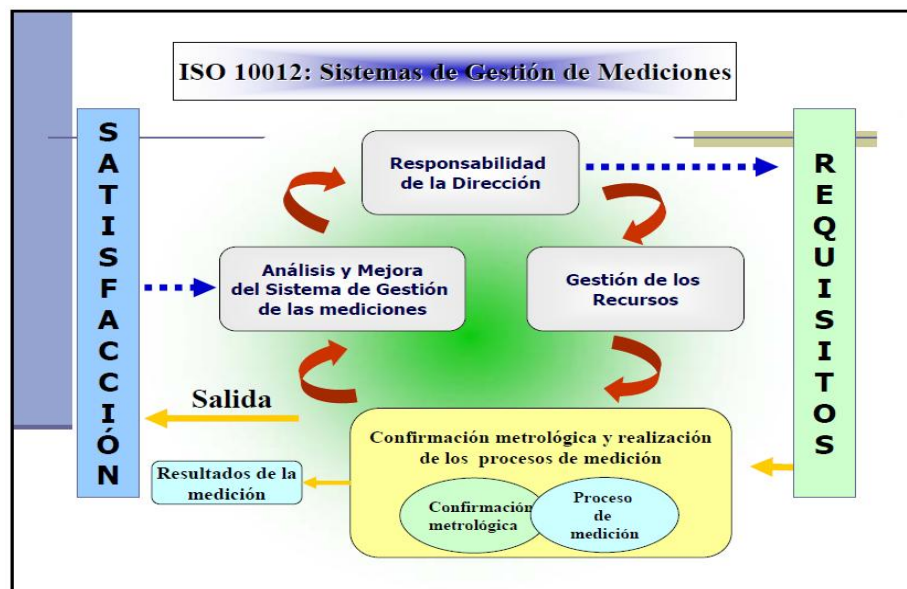 ISO 10012: Sistemas de Gestión de Mediciones
SATISFACCCIÓN
Responsabilidad
de la Dirección
REQUISITOS
Análisis y Mejora
del Sistema de Gestión
de las mediciones
Gestión de los
Recursos
Salida
Confirmación metrológica y realización
de los procesos de medición
Resultados de la
medición
Confirmación
metrológica
Proceso
de
medición